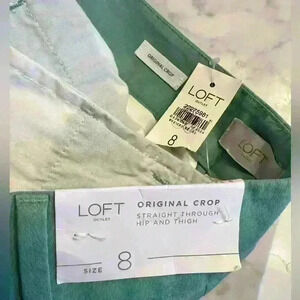 ORIGINAL CROP
LOFT
OUTLET
8
LOFT
LOFT
OUTLET
ORIGINAL CROP
STRAIGHT THROUGH
HIP AND THIGH
SIZE 8